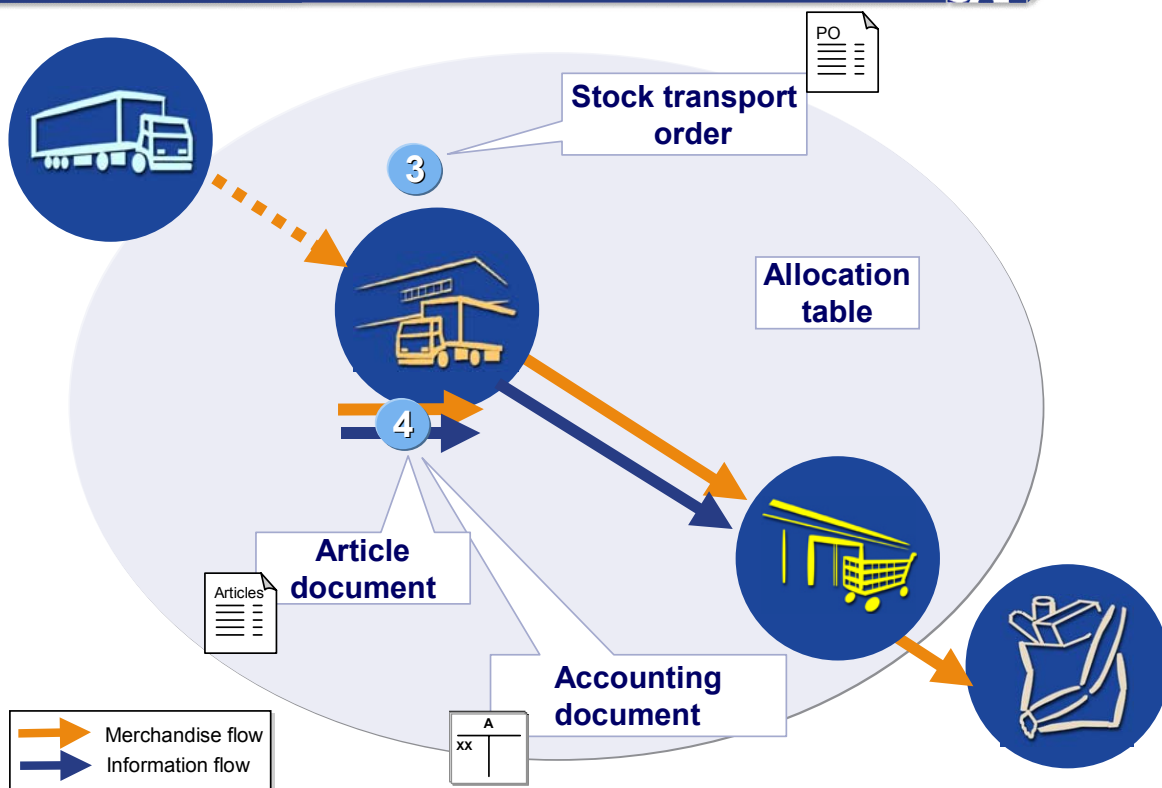 PO
Stock transport
order
3
Allocation
table
4
Article
document
Articles
Accounting
document
A
XX
Merchandise flow
Information flow